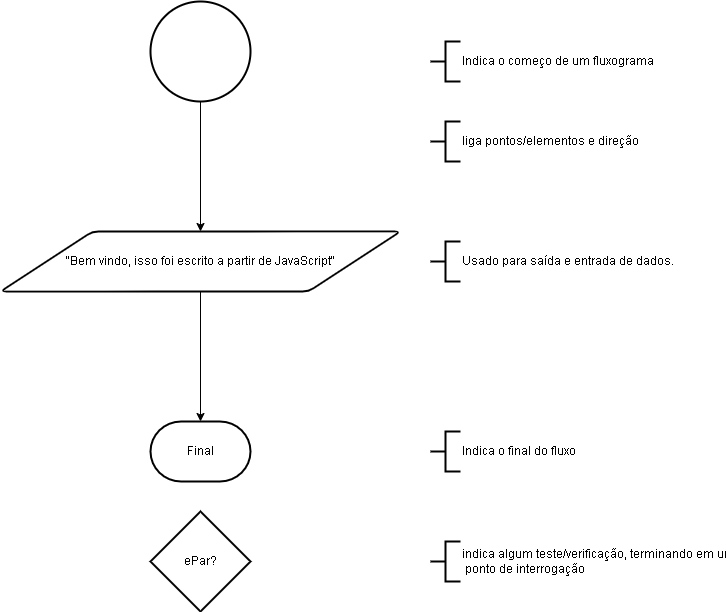 Indica o começo de um fluxograma
liga pontos/elementos e direção
"Bem vindo, isso foi escrito a partir de JavaScript"
Usado para saída e entrada de dados.
Final
Indica o final do fluxo
ePar?
indica algum teste/verificação, terminando em
ponto de interrogação